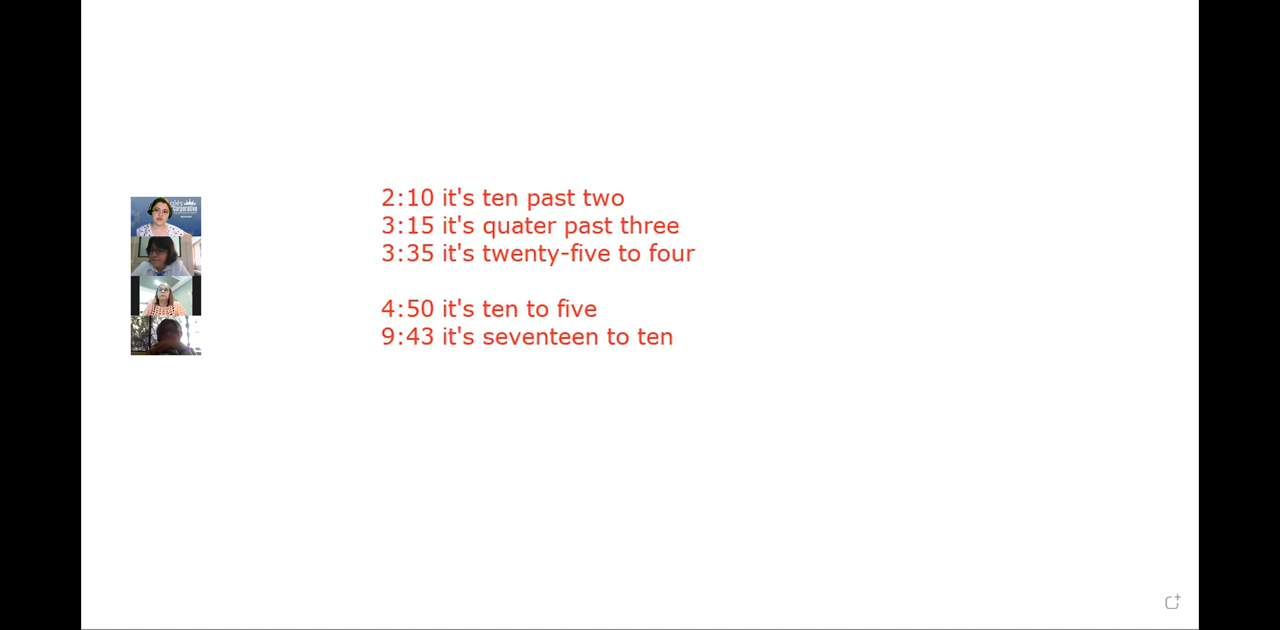 2:10 it's ten past two
3:15 it's quater past three
3:35 it's twenty-five to four
4:50 it's ten to five
9:43 it's seventeen to ten